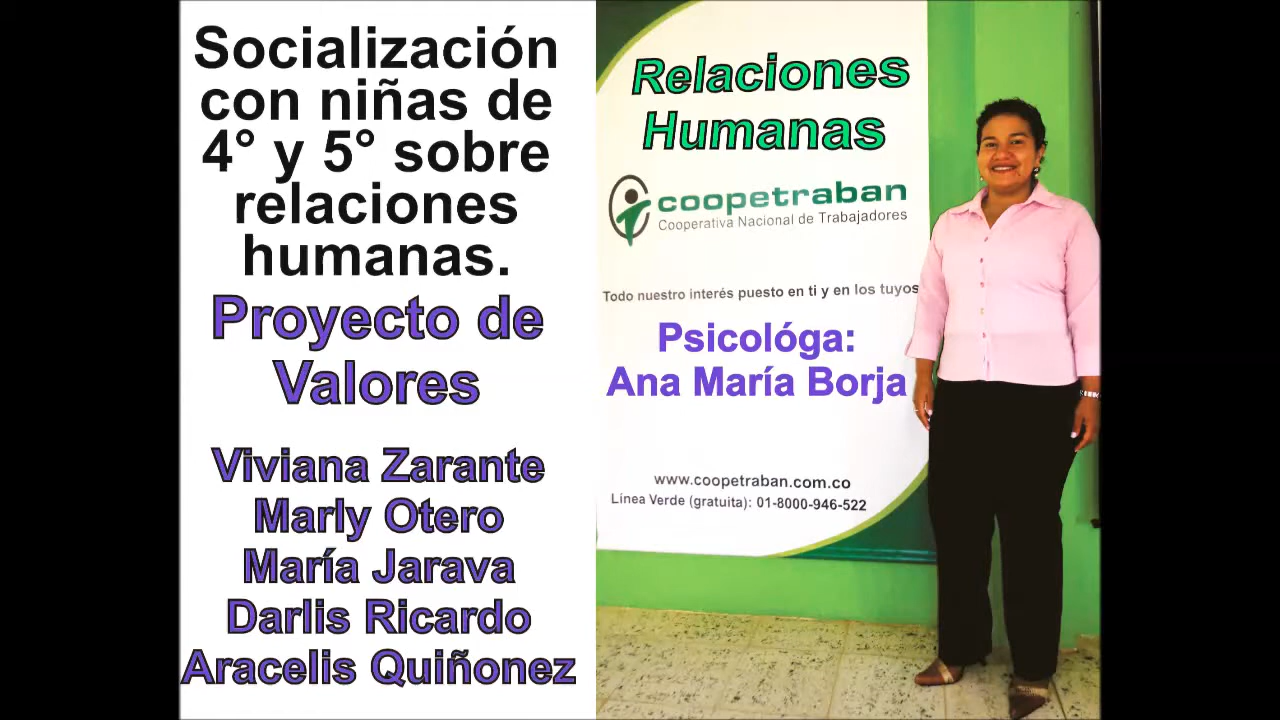 Socialización
con niñas de
4° y 5° sobre
relaciones
humanas.
Proyecto de
Valores
Viviana Zarante
Marly Otero
María Jarava
Darlis Ricardo
Aracelis Quiñonez
Relaciones
Humanas
coopetraban
Cooperativa Nacional de Trabajadores
Todo nuestro interés puesto en ti y en los tuyos
Psicológa:
Ana María Borja
www.coopetraban.com.co
Línea Verde (gratuita): 01-8000-946-522